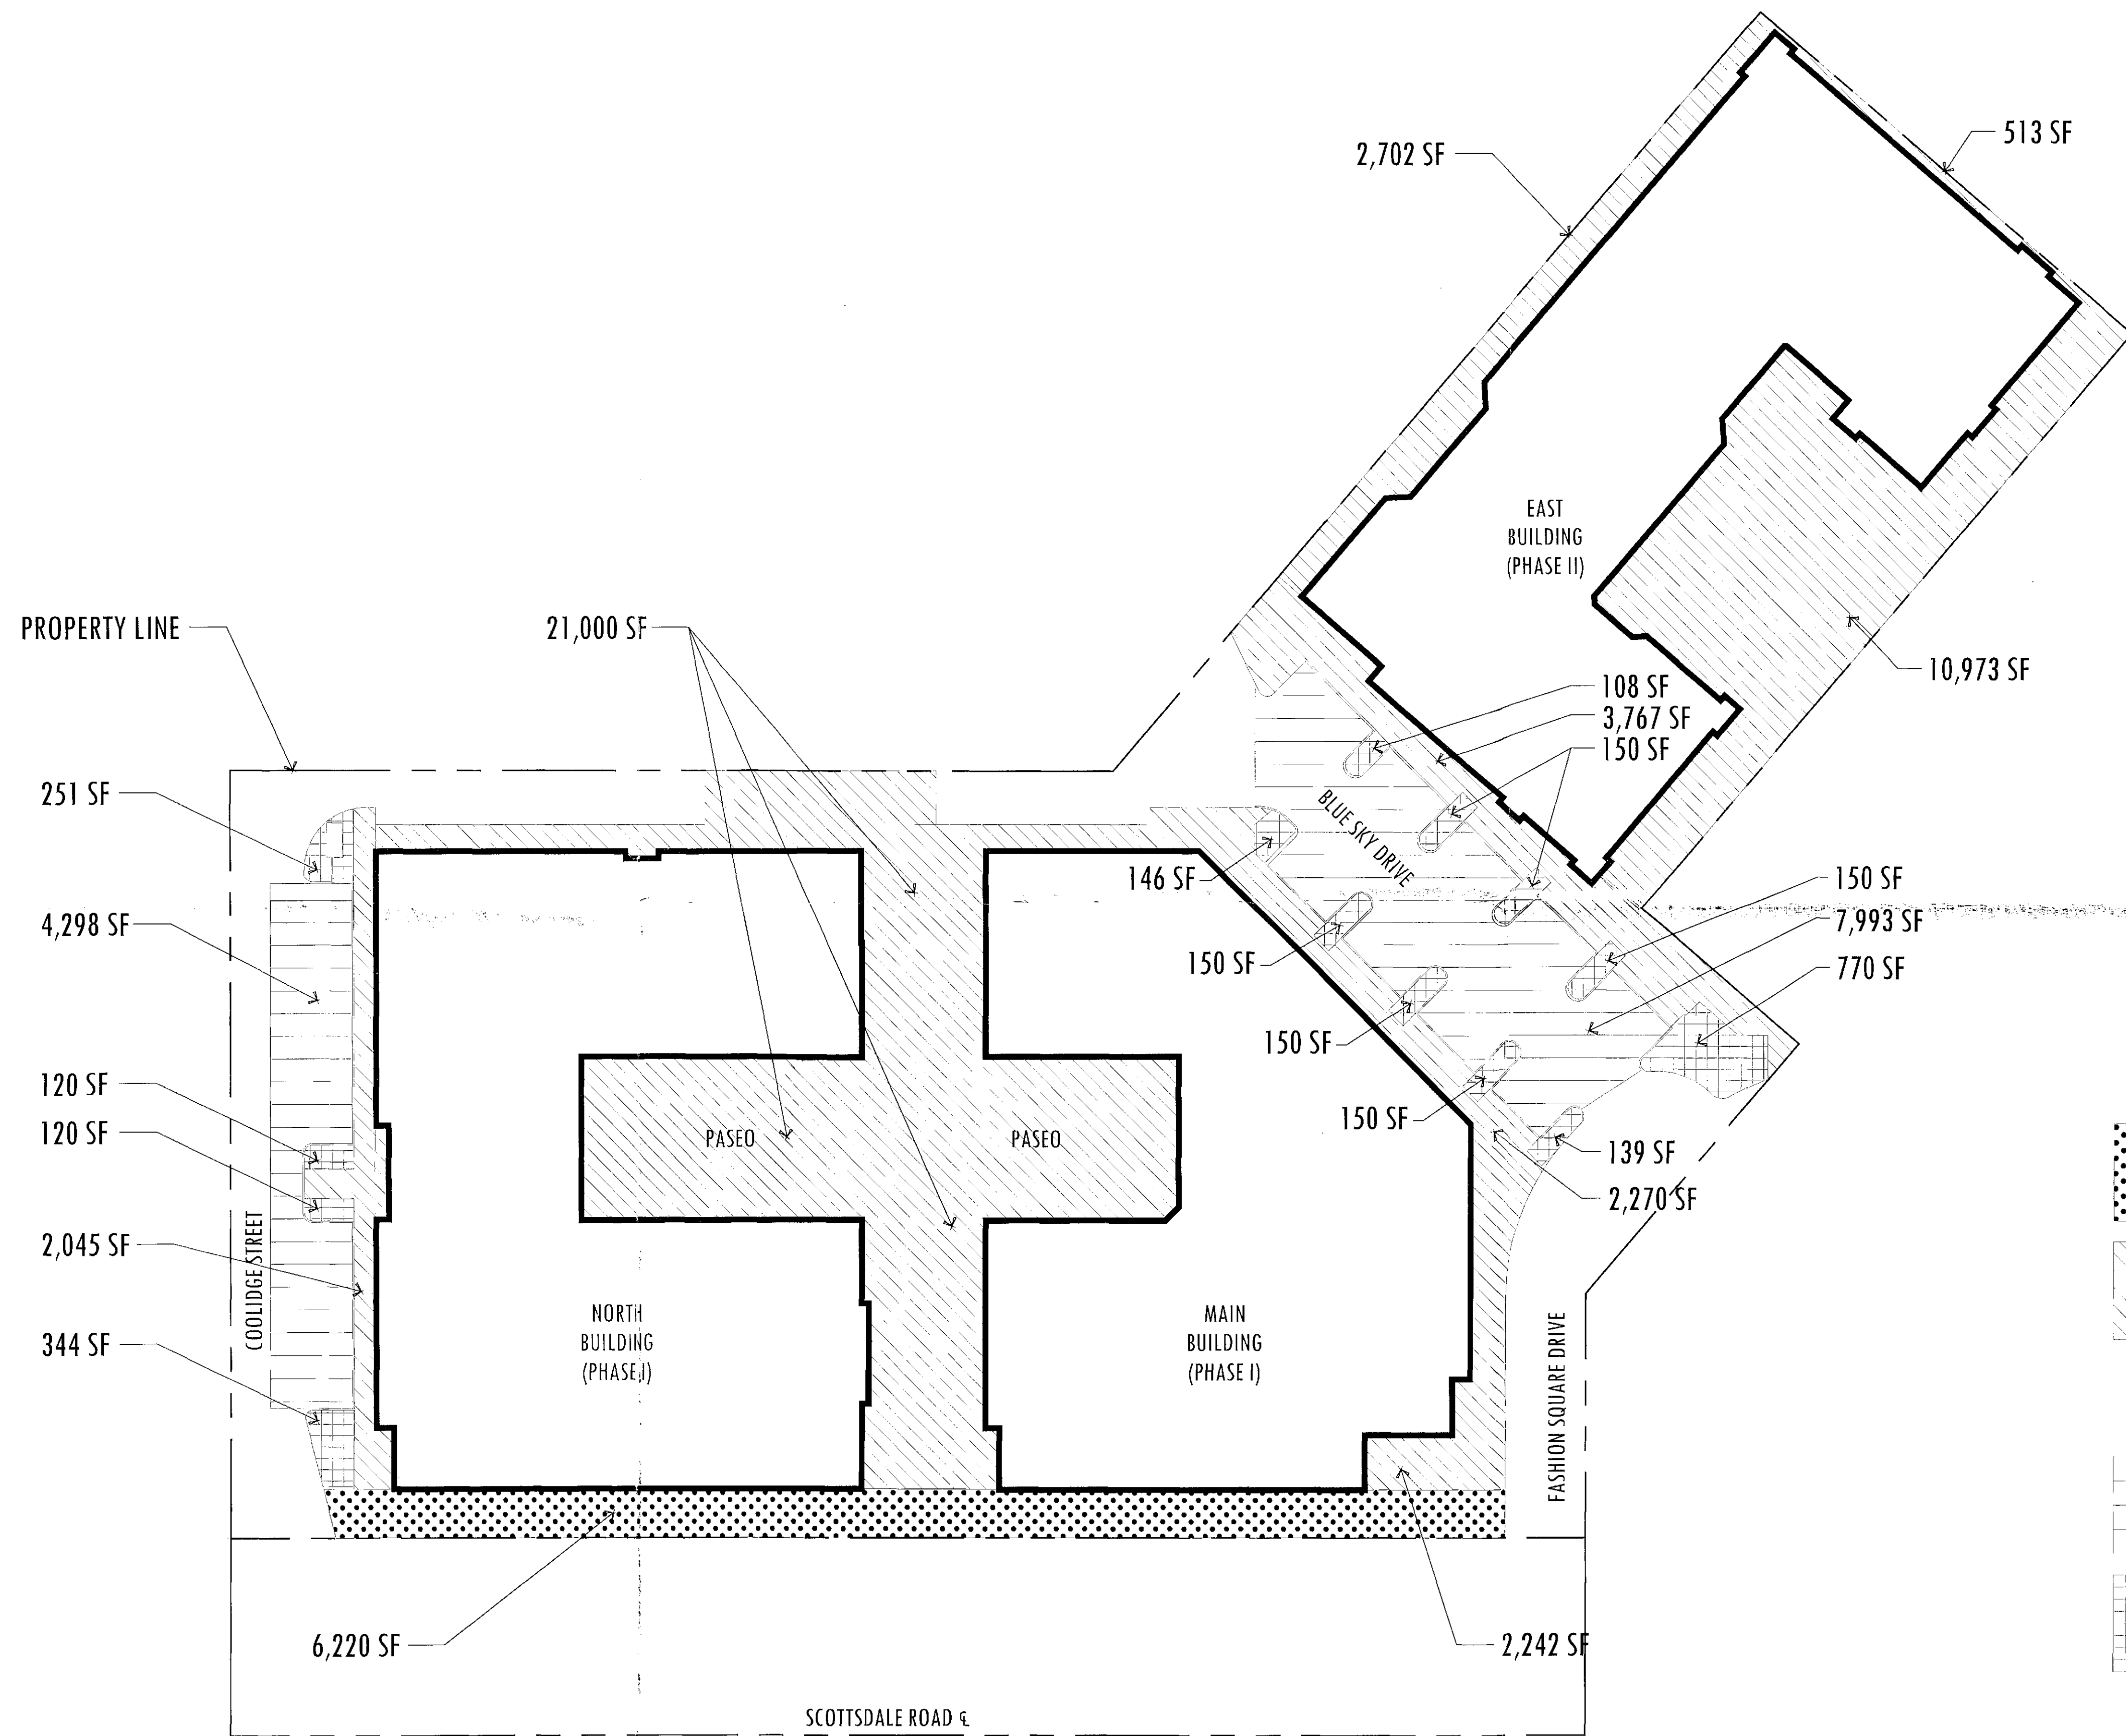 513 SF
2,702 SF
EAST
BUILDING
(PHASE II)
PROPERTY LINE
21,000 SF
10,973 SF
108 SF
3,767 SF
150 SF
251 SF
BLUE SKY DRIVE
146 SF
150 SF
4,298 SF
7,993 SF
150 SF
770 SF
150 SF
120 SF
150 SF
120 SF
PASEO
PASEO
139 SF
2,270 SF
2,045 SF
COOLIDGE STREET
NORTH
BUILDING
(PHASE I)
MAIN
BUILDING
(PHASE I)
344 SF
FASHION SQUARE DRIVE
6,220 SF
2,242 SF
SCOTTSDALE ROAD ℄